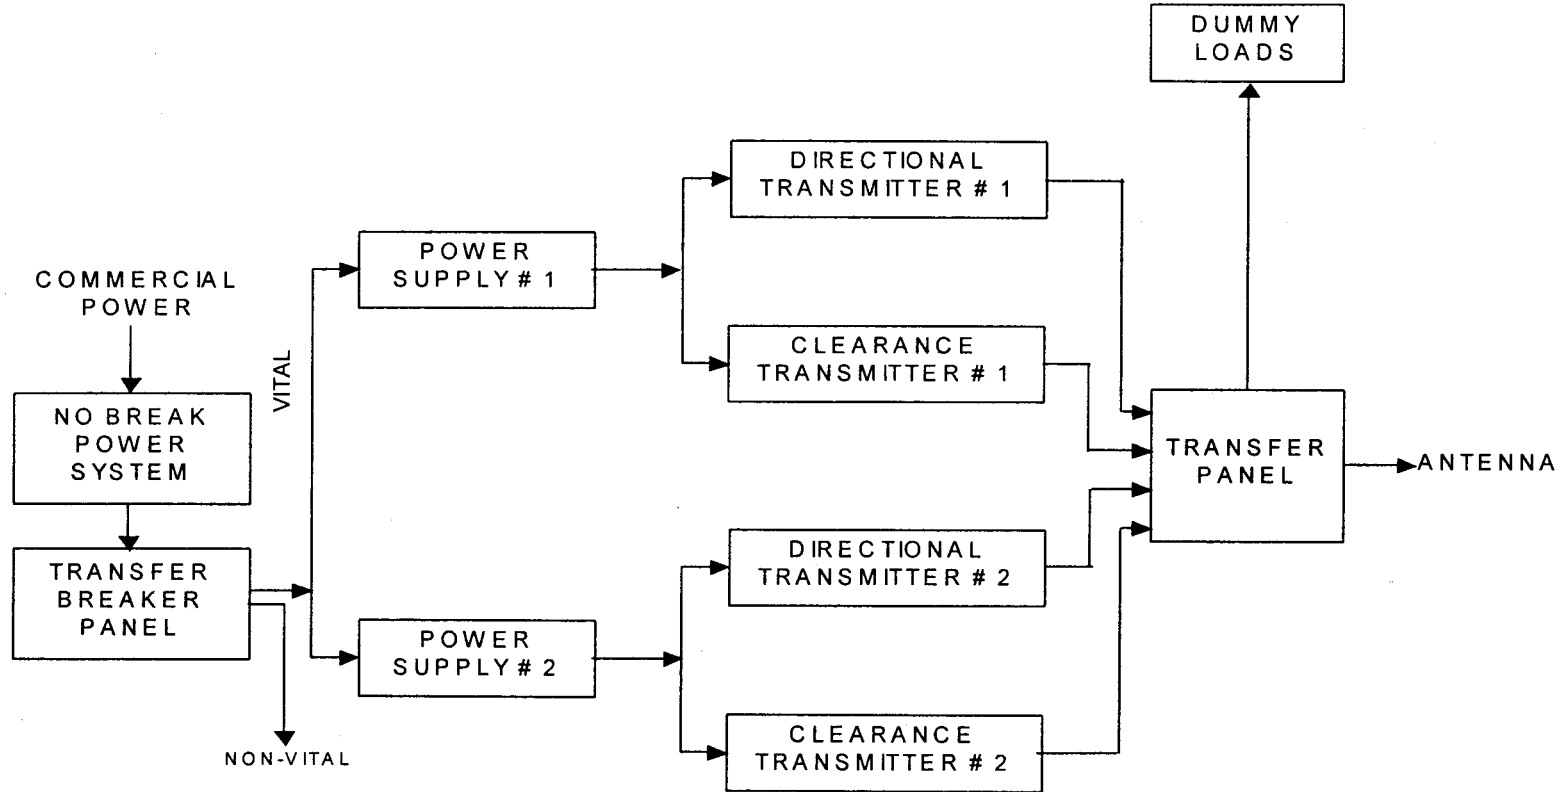 DUMMY
LOADS
DIRECTIONAL
TRANSMITTER # 1
POWER
SUPPLY # 1
COMMERCIAL
POWER
VITAL
CLEARANCE
TRANSMITTER # 1
NO BREAK
POWER
SYSTEM
TRANSFER
PANEL
ANTENNA
DIRECTIONAL
TRANSMITTER # 2
TRANSFER
BREAKER
PANEL
POWER
SUPPLY # 2
CLEARANCE
TRANSMITTER # 2
NON-VITAL